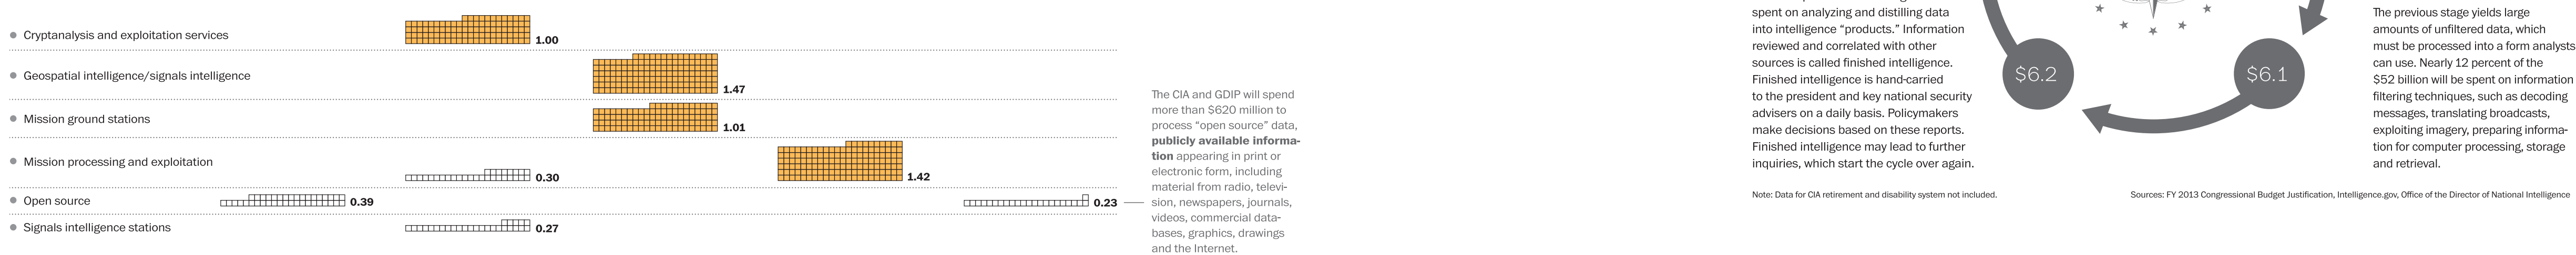 Cryptanalysis and exploitation services
1.00
Geospatial intelligence/signals intelligence
1.47
Mission ground stations
1.01
Mission processing and exploitation
0.30
1.42
Open source
0.39
0.23
Signals intelligence stations
0.27
The CIA and GDIP will spend
more than $620 million to
process “open source” data,
publicly available informa-
tion appearing in print or
electronic form, including
material from radio, televi-
sion, newspapers, journals,
videos, commercial data-
bases, graphics, drawings
and the Internet.
spent on analyzing and distilling data
into intelligence “products.” Information
reviewed and correlated with other
sources is called finished intelligence.
Finished intelligence is hand-carried
to the president and key national security
advisers on a daily basis. Policymakers
make decisions based on these reports.
Finished intelligence may lead to further
inquiries, which start the cycle over again.
$6.2
$6.1
The previous stage yields large
amounts of unfiltered data, which
must be processed into a form analysts
can use. Nearly 12 percent of the
$52 billion will be spent on information
filtering techniques, such as decoding
messages, translating broadcasts,
exploiting imagery, preparing informa-
tion for computer processing, storage
and retrieval.
Note: Data for CIA retirement and disability system not included.
Sources: FY 2013 Congressional Budget Justification, Intelligence.gov, Office of the Director of National Intelligence